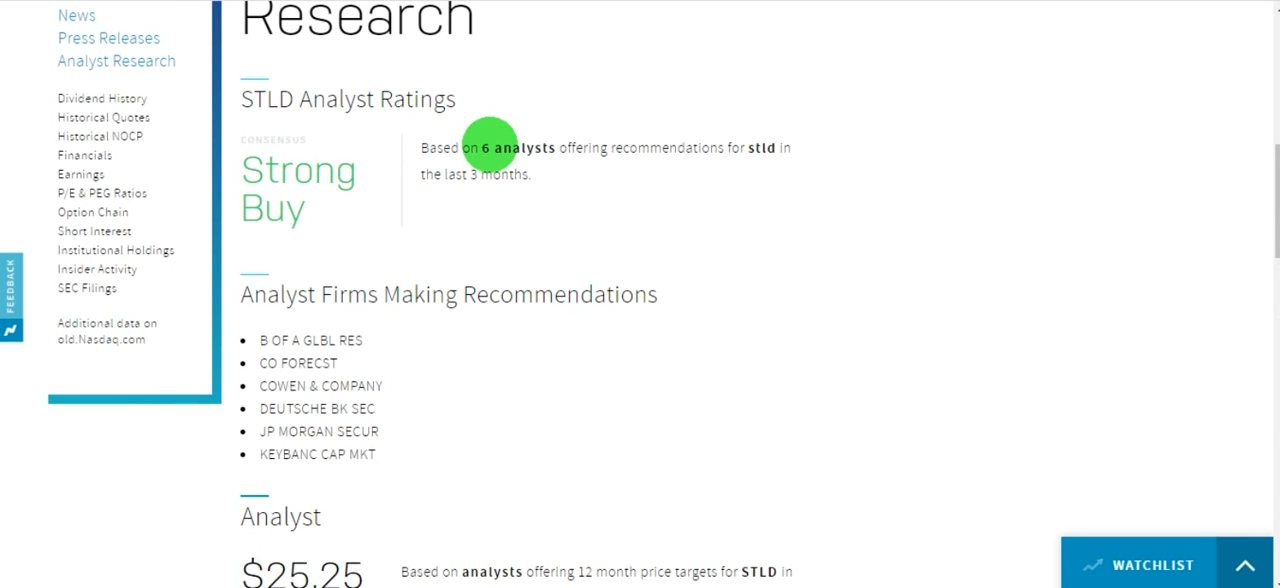 News
Press Releases
Analyst Research
Dividend History
Historical Quotes
Historical NOCP
Financials
Earnings
P/E & PEG Ratios
Option Chain
Short Interest
Institutional Holdings
Insider Activity
SEC Filings
Additional data on
old.Nasdaq.com
FEEDBACK
Research
STLD Analyst Ratings
CONSENSUS
Strong
Buy
Based on 6 analysts offering recommendations for stld in
the last 3 months.
Analyst Firms Making Recommendations
B OF A GLBL RES
CO FORECST
COWEN & COMPANY
DEUTSCHE BK SEC
JP MORGAN SECUR
KEYBANC CAP MKT
Analyst
$25.25
Based on analysts offering 12 month price targets for STLD in
WATCHLIST